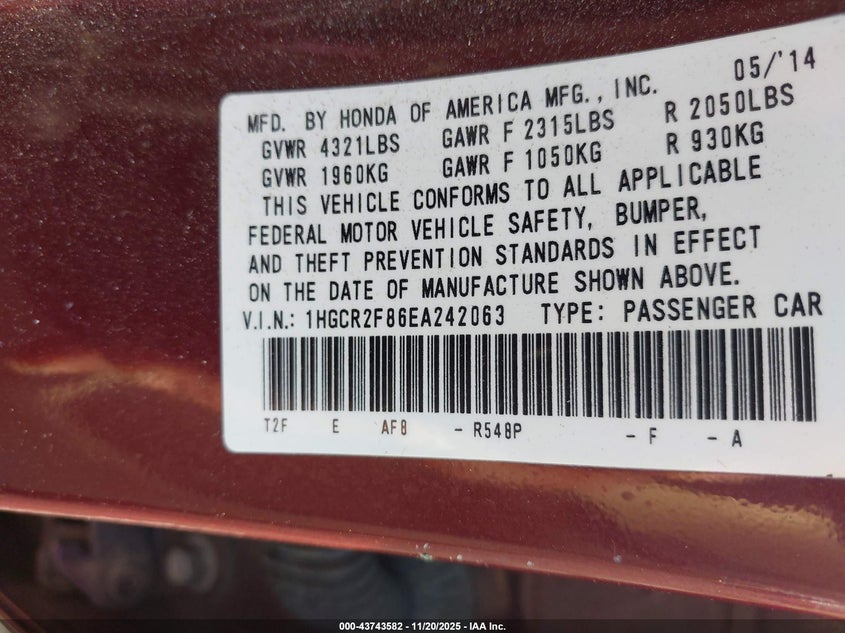 05/'14
MFD. BY HONDA OF AMERICA MFG., INC.
GVWR 4321LBS GAWR F 2315LBS R 2050LBS
GVWR 1960KG GAWR F 1050KG R 930KG
THIS VEHICLE CONFORMS TO ALL APPLICABLE
FEDERAL MOTOR VEHICLE SAFETY, BUMPER,
AND THEFT PREVENTION STANDARDS IN EFFECT
ON THE DATE OF MANUFACTURE SHOWN ABOVE.
V.I.N.: 1HGCR2F86EA242063 TYPE: PASSENGER CAR
T2F E AF8 - R548P - F - A
000-43743582 | 11/20/2025 - IAA Inc.